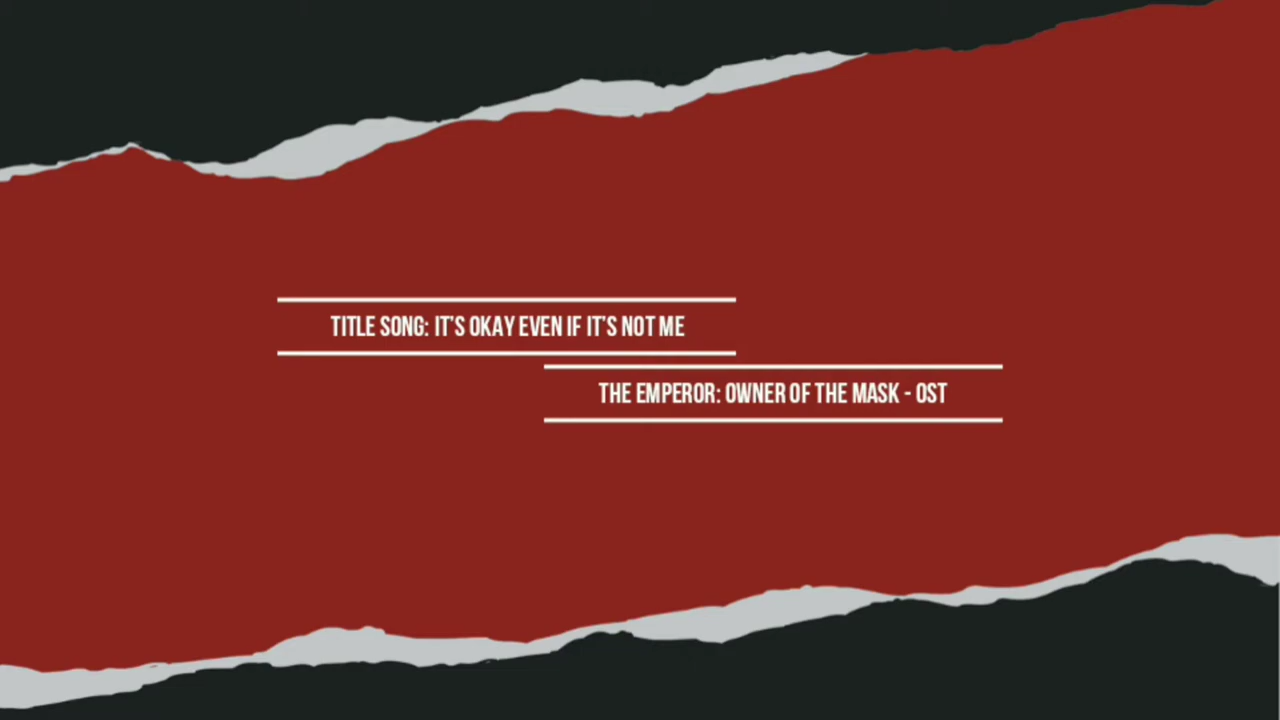 TITLE SONG: IT'S OKAY EVEN IF IT'S NOT ME
THE EMPEROR: OWNER OF THE MASK - OST